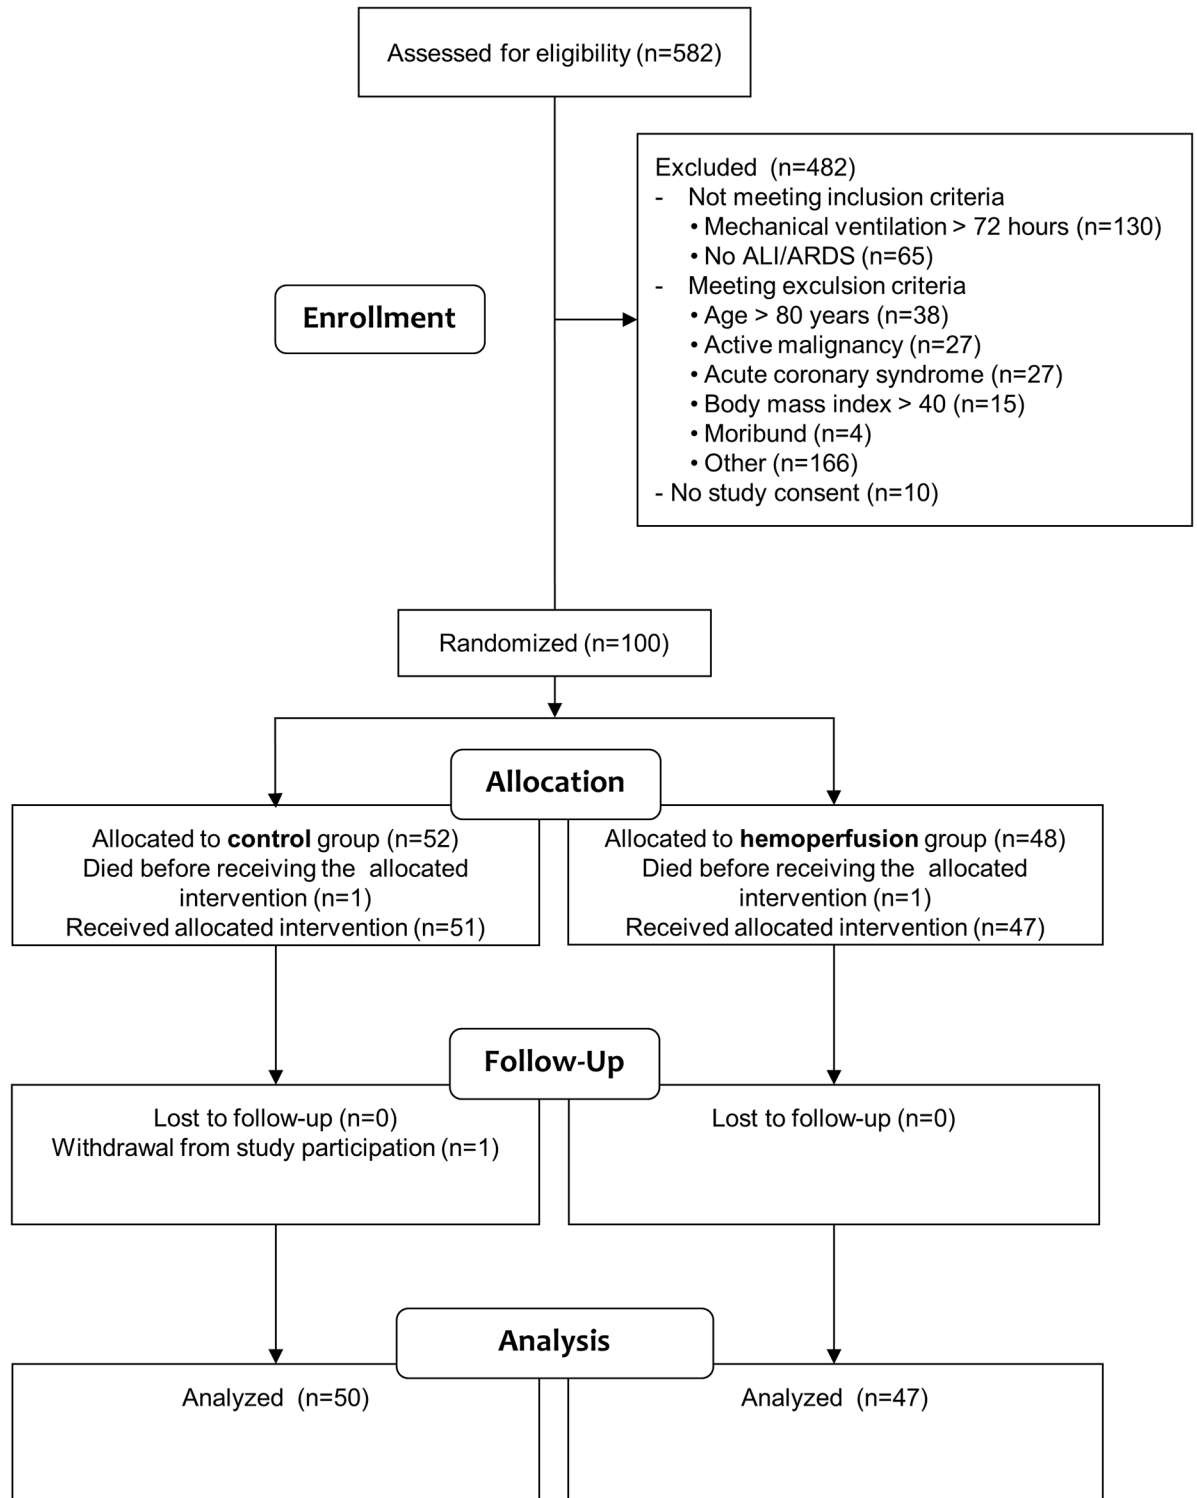 Assessed for eligibility (n=582)
Excluded  (n=482)
-    Not meeting inclusion criteria
• Mechanical ventilation > 72 hours (n=130)
• No ALI/ARDS (n=65)
-    Meeting exculsion criteria
• Age > 80 years (n=38)
• Active malignancy (n=27)
• Acute coronary syndrome (n=27)
• Body mass index > 40 (n=15)
• Moribund (n=4)
• Other (n=166)
- No study consent (n=10)
Enrollment
Randomized (n=100)
Allocation
Allocated to control group (n=52)
Died before receiving the  allocated
intervention (n=1)
Received allocated intervention (n=51)
Allocated to hemoperfusion group (n=48)
Died before receiving the  allocated
intervention (n=1)
Received allocated intervention (n=47)
Follow-Up
Lost to follow-up (n=0)
Withdrawal from study participation (n=1)
Lost to follow-up (n=0)
Analysis
Analyzed  (n=50)
Analyzed  (n=47)